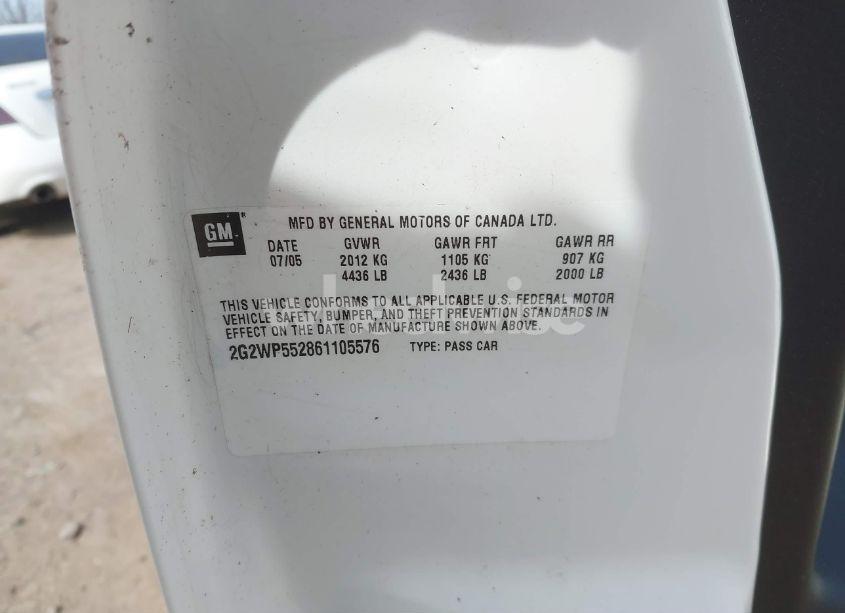 GM ®
MFD BY GENERAL MOTORS OF CANADA LTD.
DATE GVWR GAWR FRT GAWR RR
07/05 2012 KG 1105 KG 907 KG
4436 LB 2436 LB 2000 LB
THIS VEHICLE CONFORMS TO ALL APPLICABLE U.S. FEDERAL MOTOR
VEHICLE SAFETY, BUMPER, AND THEFT PREVENTION STANDARDS IN
EFFECT ON THE DATE OF MANUFACTURE SHOWN ABOVE.
2G2WP552861105576 TYPE: PASS CAR